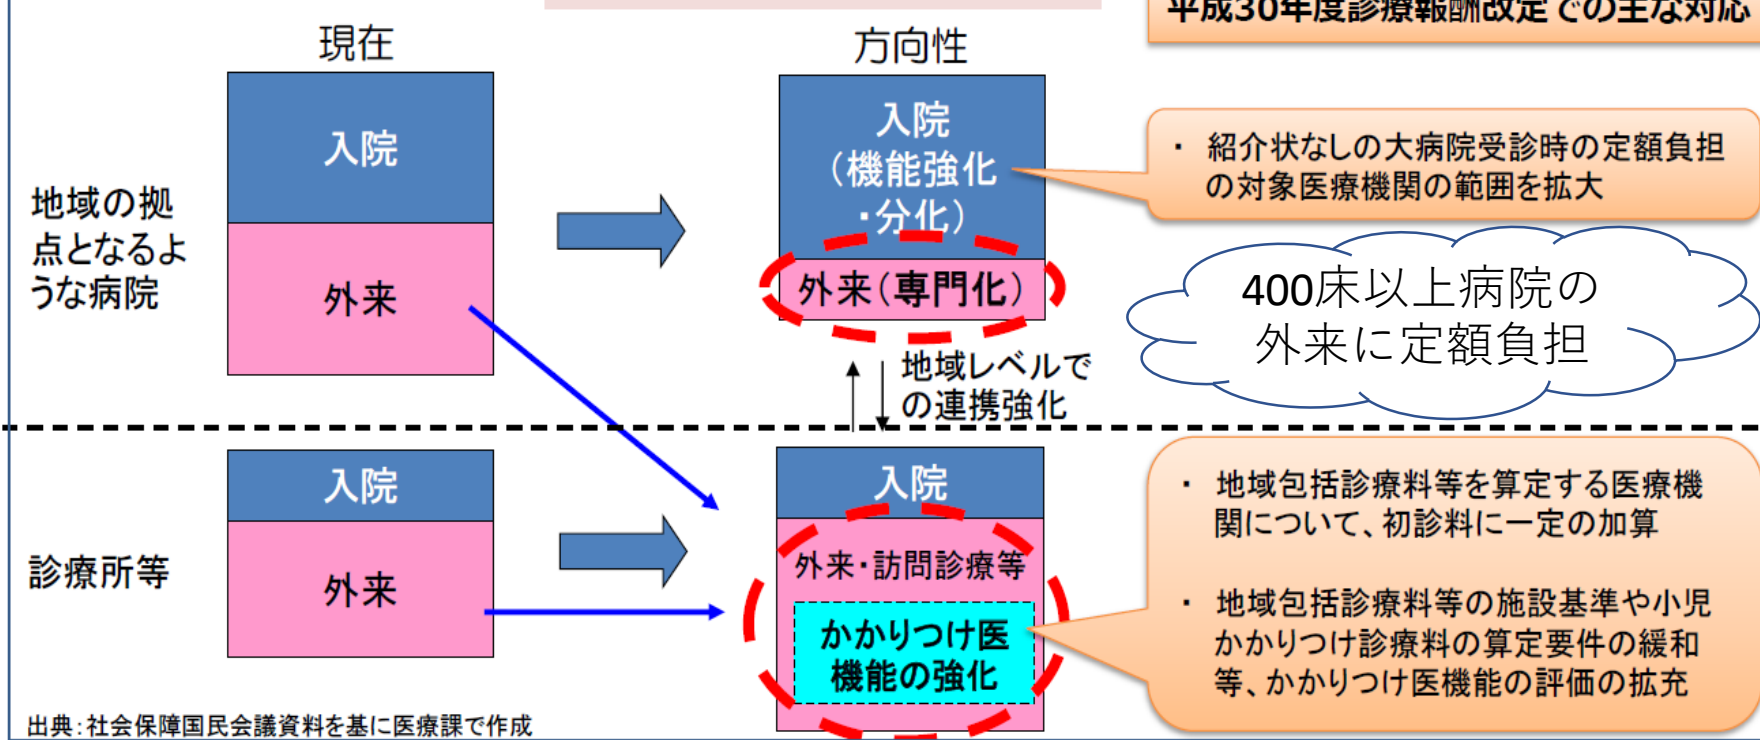 平成30年度診療報酬改定での主な対応
現在
方向性
地域の拠
点となるよ
うな病院
入院
外来
入院
（機能強化
・分化）
外来（専門化）
・ 紹介状なしの大病院受診時の定額負担
の対象医療機関の範囲を拡大
400床以上病院の
外来に定額負担
地域レベルで
の連携強化
診療所等
入院
外来
入院
外来・訪問診療等
かかりつけ医
機能の強化
・ 地域包括診療料等を算定する医療機
関について、初診料に一定の加算
・ 地域包括診療料等の施設基準や小児
かかりつけ診療料の算定要件の緩和
等、かかりつけ医機能の評価の拡充
出典：社会保障国民会議資料を基に医療課で作成